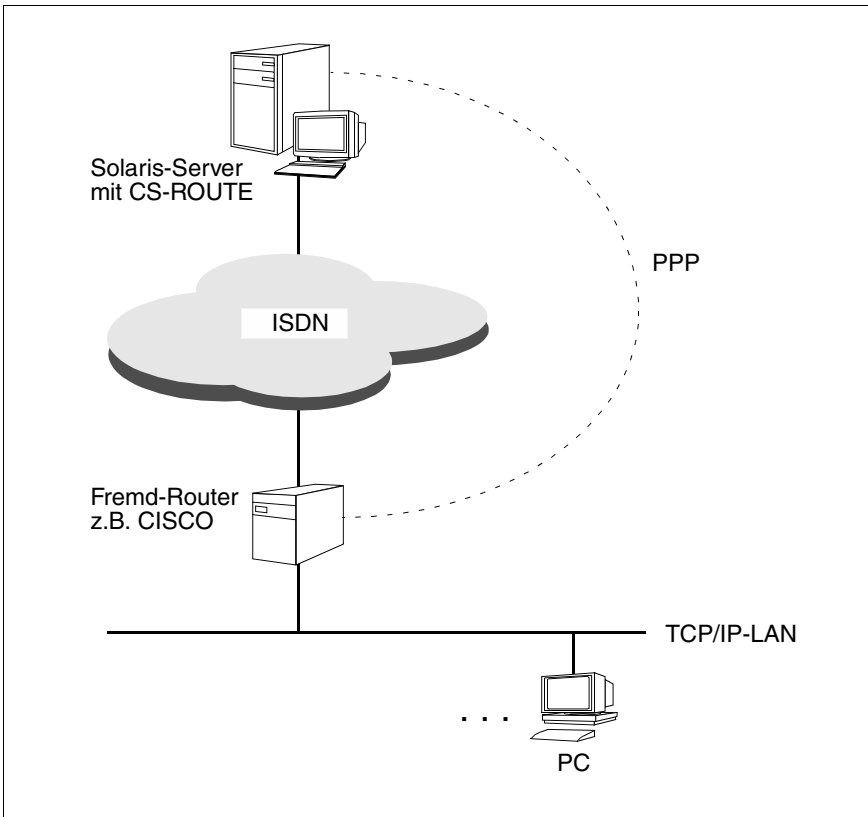 Solaris-Server
mit CS-ROUTE
PPP
ISDN
Fremd-Router
z.B. CISCO
TCP/IP-LAN
. . .
PC